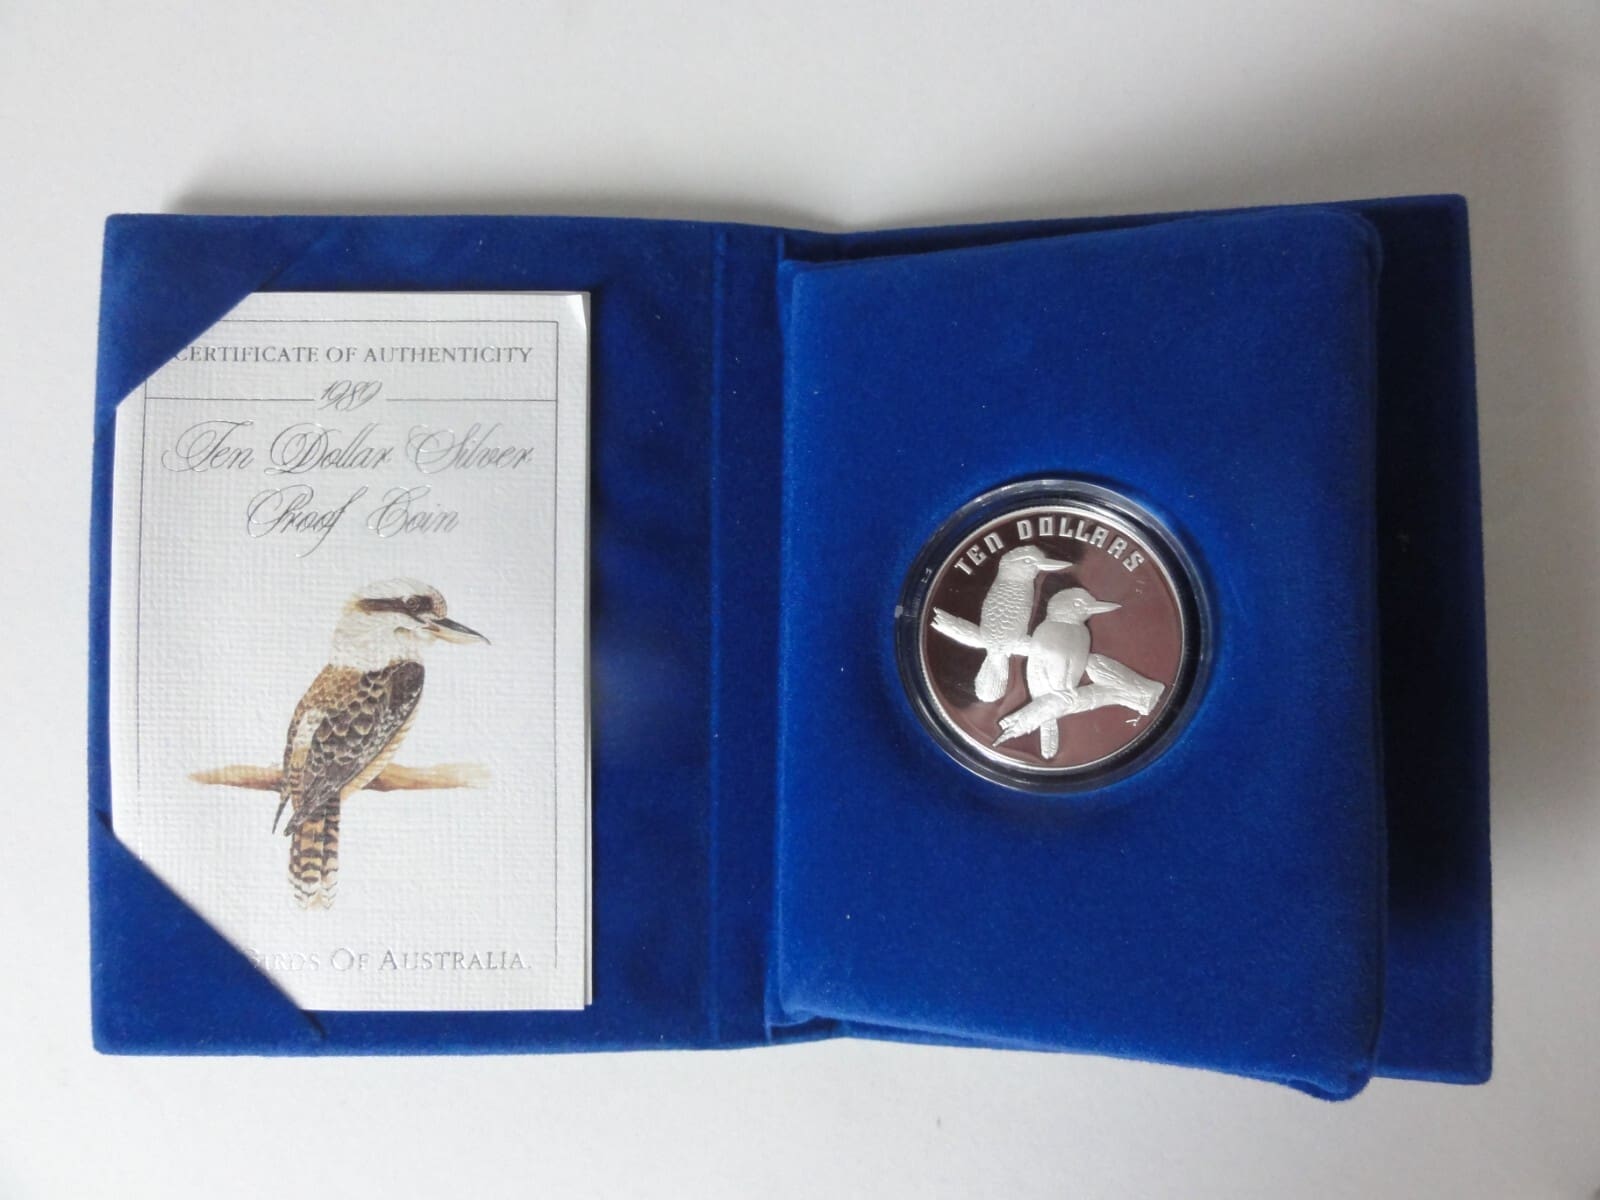 CERTIFICATE OF AUTHENTICITY
1989
Ten Dollar Silver
Proof Coin
BIRDS OF AUSTRALIA.
TEN DOLLARS